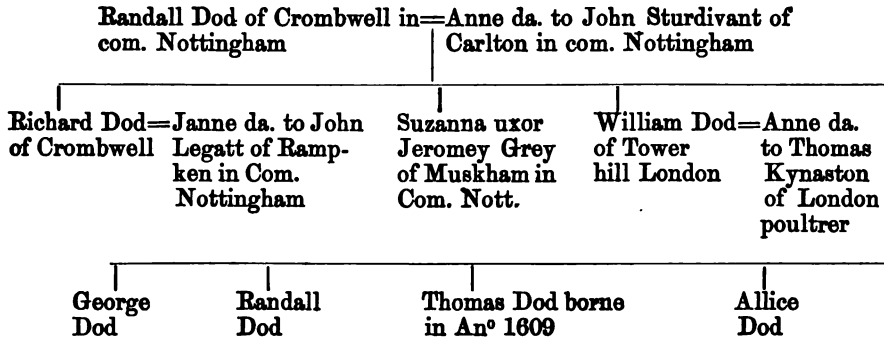 Randall Dod of Crombwell in=Anne da. to John Sturdivant of
com. Nottingham Carlton in com. Nottingham
Richard Dod=Janne da. to John
of Crombwell Legatt of Ramp-
ken in Com.
Nottingham
Suzanna uxor
Jeromey Grey
of Muskham in
Com. Nott.
William Dod=Anne da.
of Tower to Thomas
hill London Kynaston
of London
poultrer
George
Dod
Randall
Dod
Thomas Dod borne
in Anº 1609
Allice
Dod